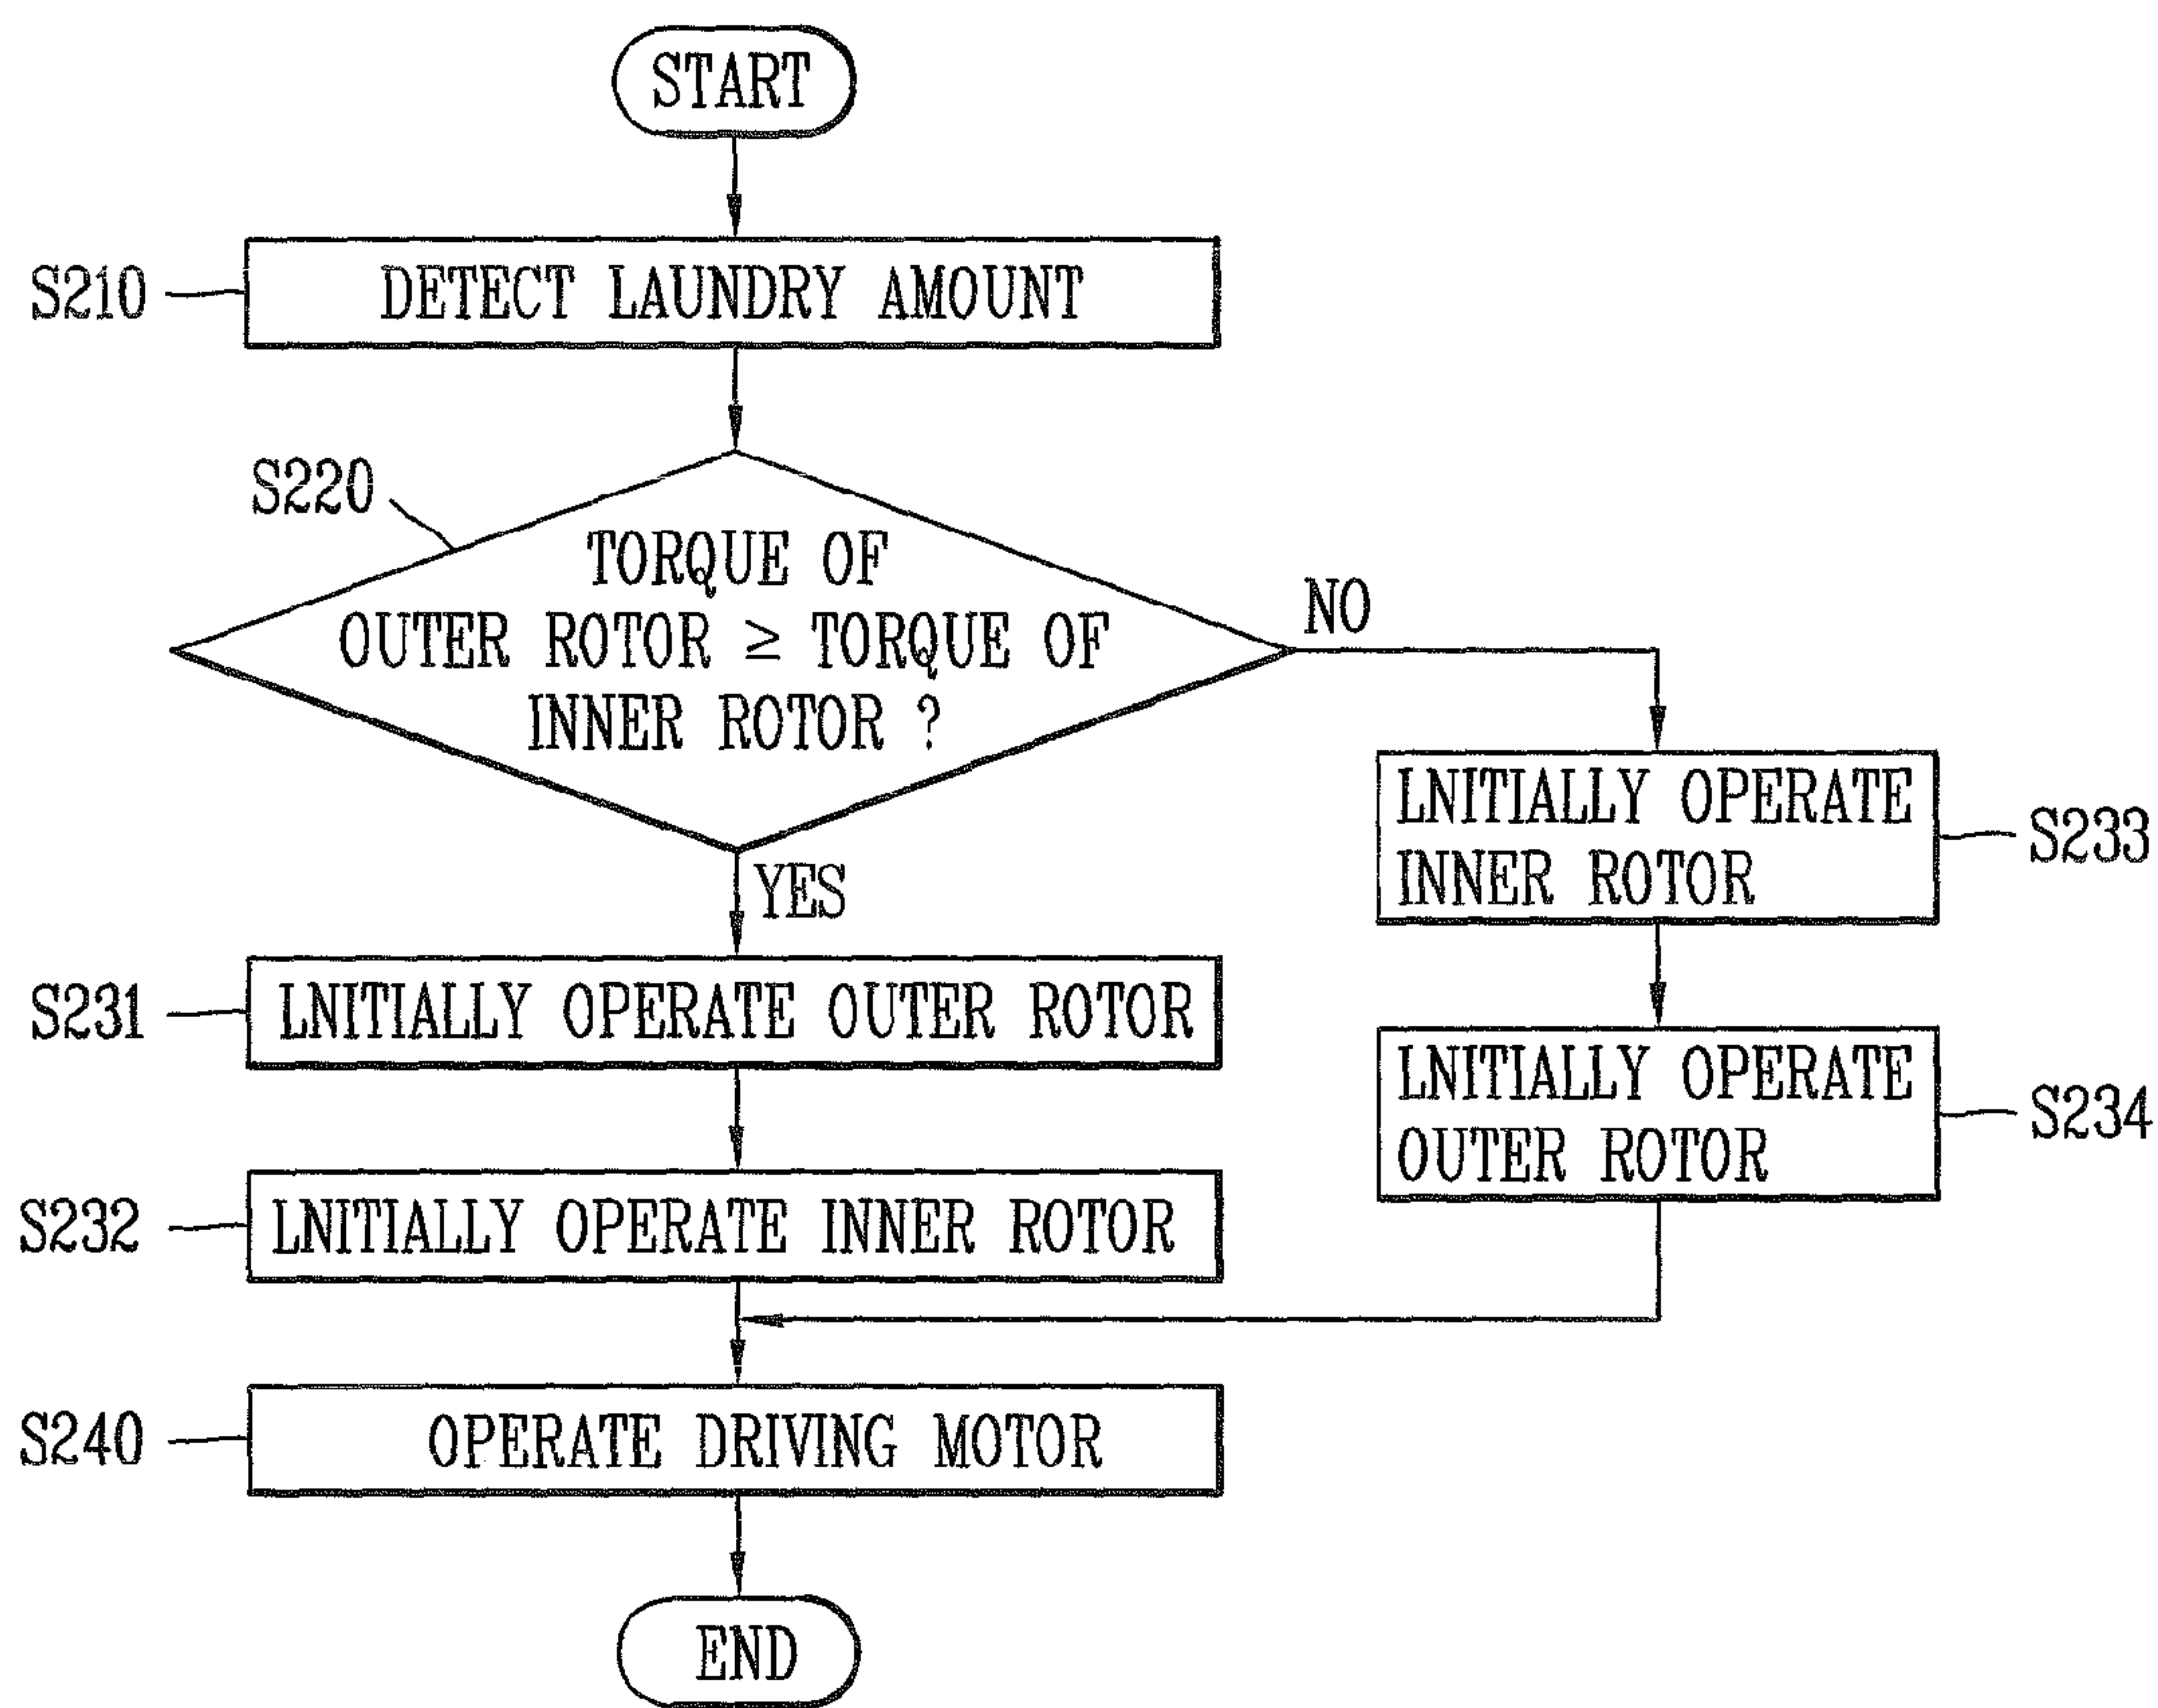 START
S210
DETECT LAUNDRY AMOUNT
S220
TORQUE OF
OUTER ROTOR ≥ TORQUE OF
INNER ROTOR ?
NO
YES
LNITIALLY OPERATE
INNER ROTOR
S233
S231
LNITIALLY OPERATE OUTER ROTOR
LNITIALLY OPERATE
OUTER ROTOR
S234
S232
LNITIALLY OPERATE INNER ROTOR
S240
OPERATE DRIVING MOTOR
END